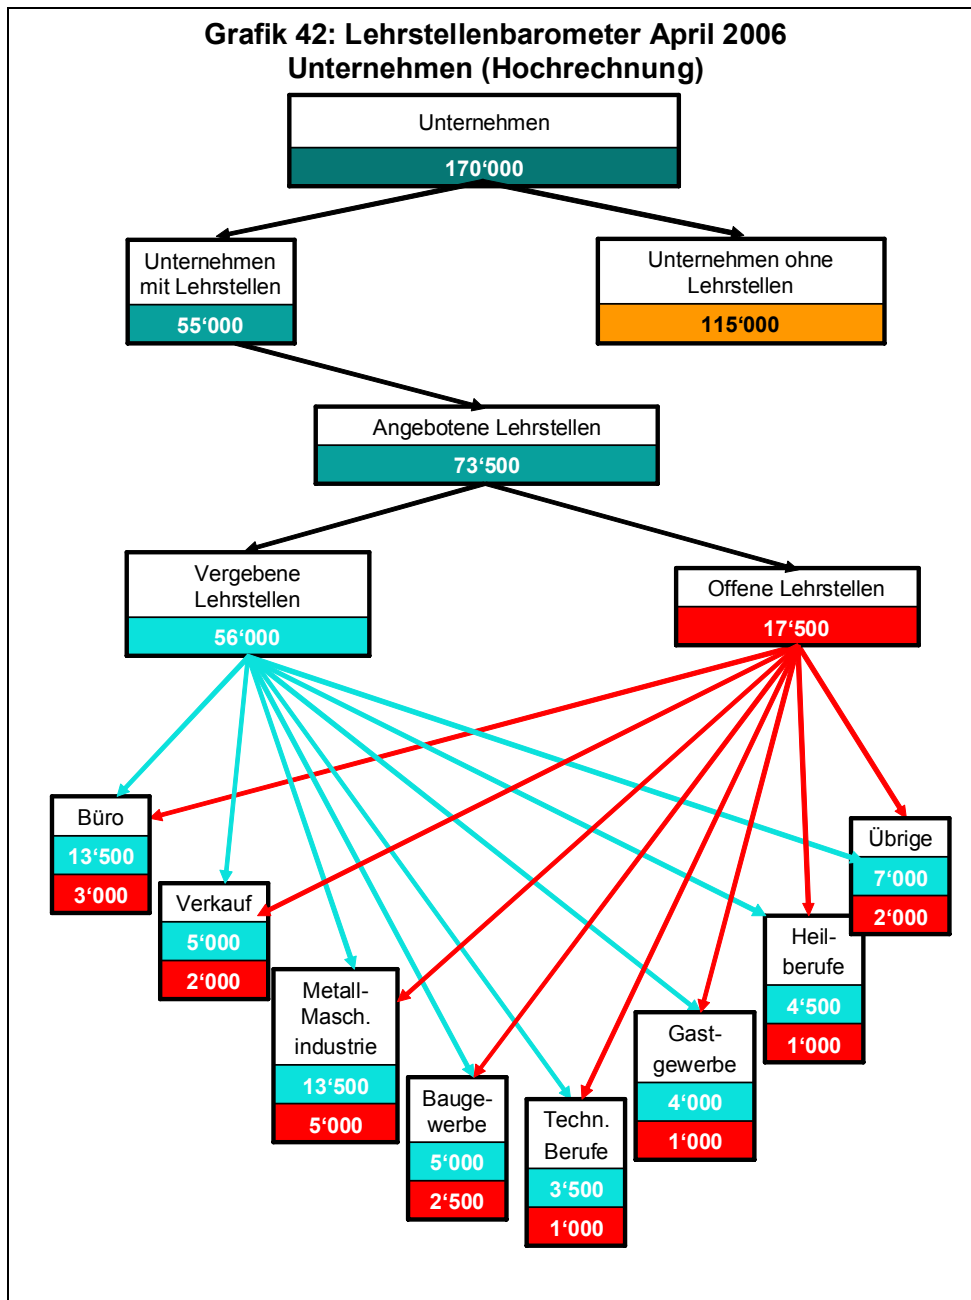 Grafik 42: Lehrstellenbarometer April 2006
Unternehmen (Hochrechnung)
Unternehmen
170‘000
Unternehmen
mit Lehrstellen
55‘000
Unternehmen ohne
Lehrstellen
115‘000
Angebotene Lehrstellen
73‘500
Vergebene
Lehrstellen
56‘000
Offene Lehrstellen
17‘500
Büro
13‘500
3‘000
Verkauf
5‘000
2‘000
Metall-
Masch.
industrie
13‘500
5‘000
Bauge-
werbe
5‘000
2‘500
Techn.
Berufe
3‘500
1‘000
Gast-
gewerbe
4‘000
1‘000
Heil-
berufe
4‘500
1‘000
Übrige
7‘000
2‘000